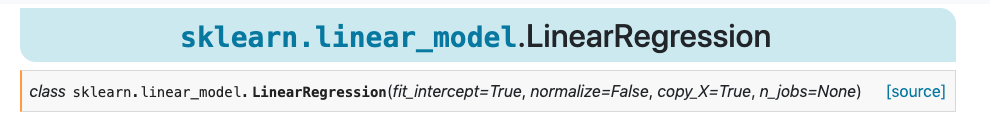 sklearn.linear_model.LinearRegression
class sklearn.linear_model.LinearRegression(fit_intercept=True, normalize=False, copy_X=True, n_jobs=None) [source]